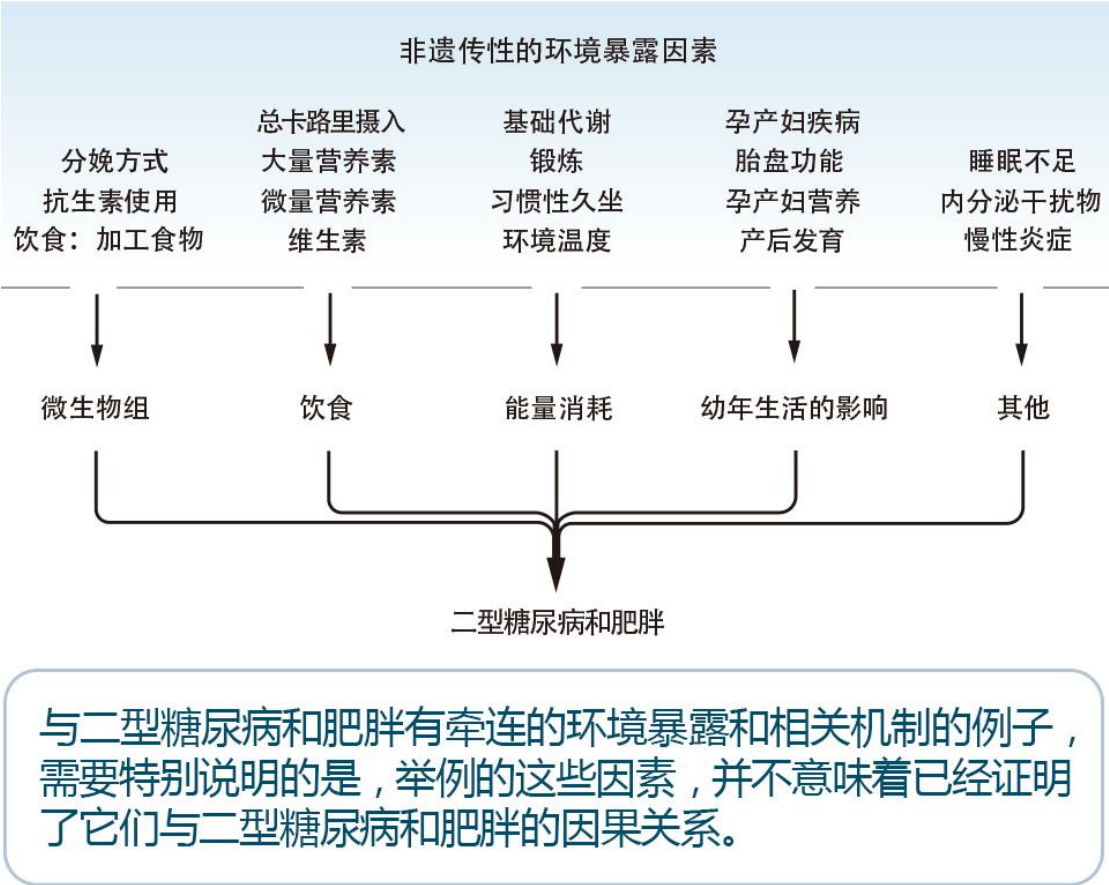 非遗传性的环境暴露因素
分娩方式
抗生素使用
饮食：加工食物
总卡路里摄入
大量营养素
微量营养素
维生素
基础代谢
锻炼
习惯性久坐
环境温度
孕产妇疾病
胎盘功能
孕产妇营养
产后发育
睡眠不足
内分泌干扰物
慢性炎症
微生物组
饮食
能量消耗
幼年生活的影响
其他
二型糖尿病和肥胖
与二型糖尿病和肥胖有牵连的环境暴露和相关机制的例子，
需要特别说明的是，举例的这些因素，并不意味着已经证明
了它们与二型糖尿病和肥胖的因果关系。